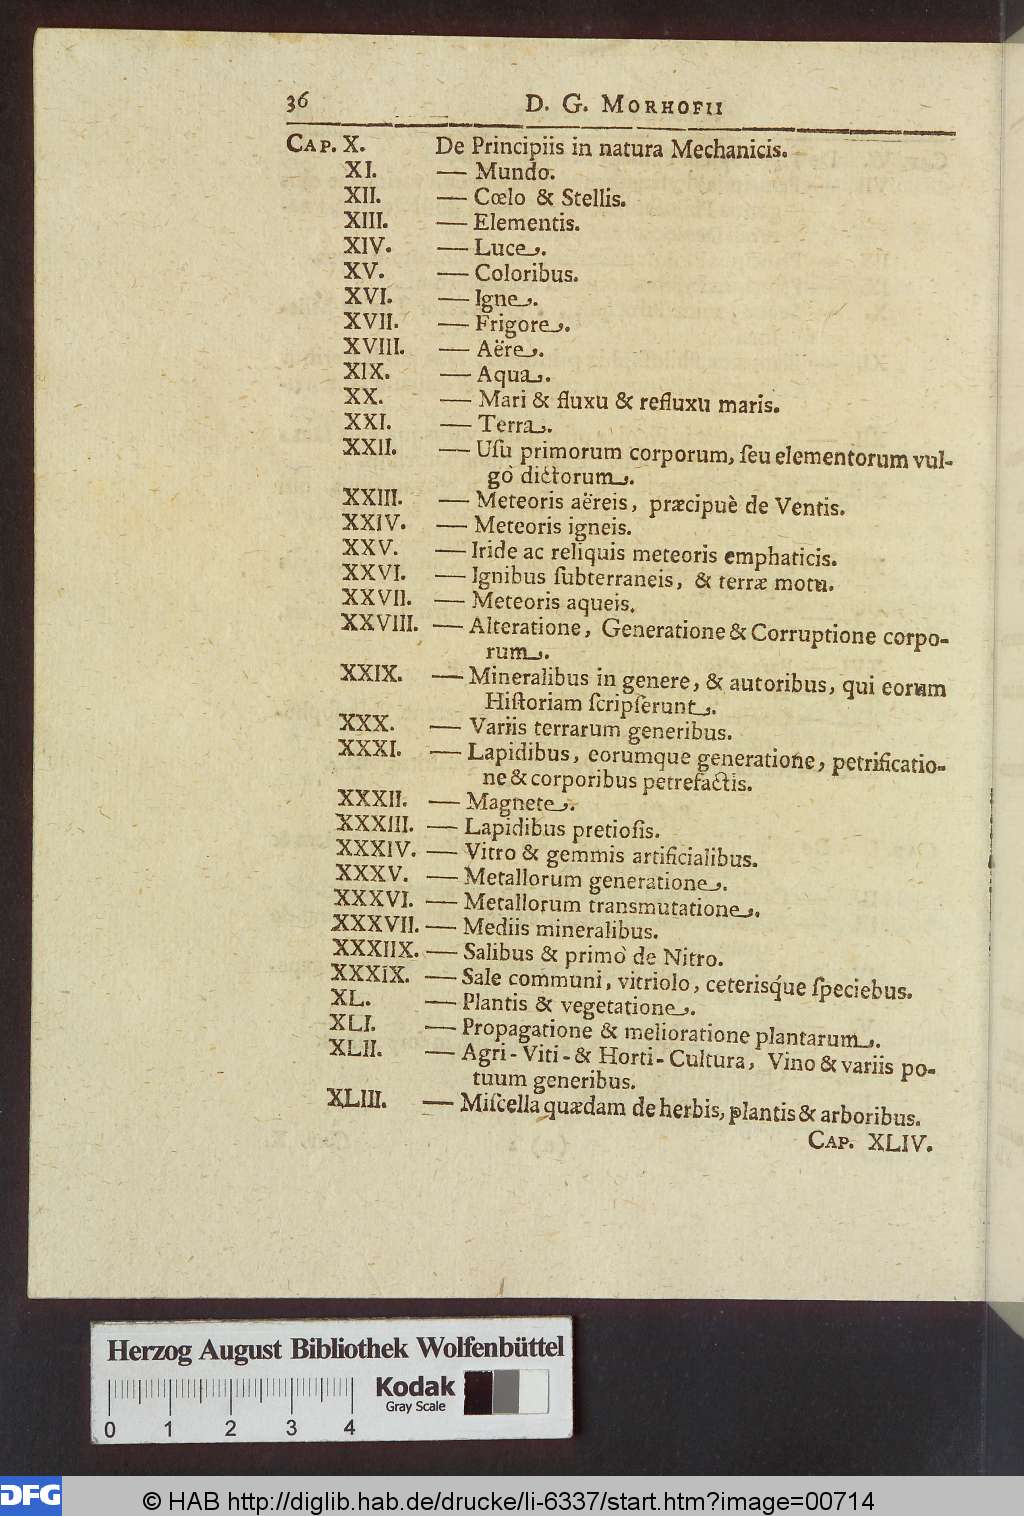 36 D. G. MORHOFII
CAP. X. De Principiis in natura Mechanicis.
XI. — Mundo.
XII. — Cœlo & Stellis.
XIII. — Elementis.
XIV. — Luce.
XV. — Coloribus.
XVI. — Igne.
XVII. — Frigore.
XVIII. — Aëre.
XIX. — Aqua.
XX. — Mari & fluxu & refluxu maris.
XXI. — Terra.
XXII. — Uſu primorum corporum, ſeu elementorum vul-
gò dictorum.
XXIII. — Meteoris aëreis, præcipuè de Ventis.
XXIV. — Meteoris igneis.
XXV. — Iride ac reliquis meteoris emphaticis.
XXVI. — Ignibus ſubterraneis, & terræ motu.
XXVII. — Meteoris aqueis.
XXVIII. — Alteratione, Generatione & Corruptione corpo-
rum.
XXIX. — Mineralibus in genere, & autoribus, qui eorum
Hiſtoriam ſcripſerunt.
XXX. — Variis terrarum generibus.
XXXI. — Lapidibus, eorumque generatione, petrificatio-
ne & corporibus petrefactis.
XXXII. — Magnete.
XXXIII. — Lapidibus pretioſis.
XXXIV. — Vitro & gemmis artificialibus.
XXXV. — Metallorum generatione.
XXXVI. — Metallorum transmutatione.
XXXVII. — Mediis mineralibus.
XXXIIX. — Salibus & primò de Nitro.
XXXIX. — Sale communi, vitriolo, ceterisq́ue ſpeciebus.
XL. — Plantis & vegetatione.
XLI. — Propagatione & melioratione plantarum.
XLII. — Agri-Viti-& Horti-Cultura, Vino & variis po-
tuum generibus.
XLIII. — Miſcella quædam de herbis, plantis & arboribus.
CAP. XLIV.
Herzog August Bibliothek Wolfenbüttel
Kodak
Gray Scale
0 1 2 3 4
DFG
© HAB http://diglib.hab.de/drucke/li-6337/start.htm?image=00714